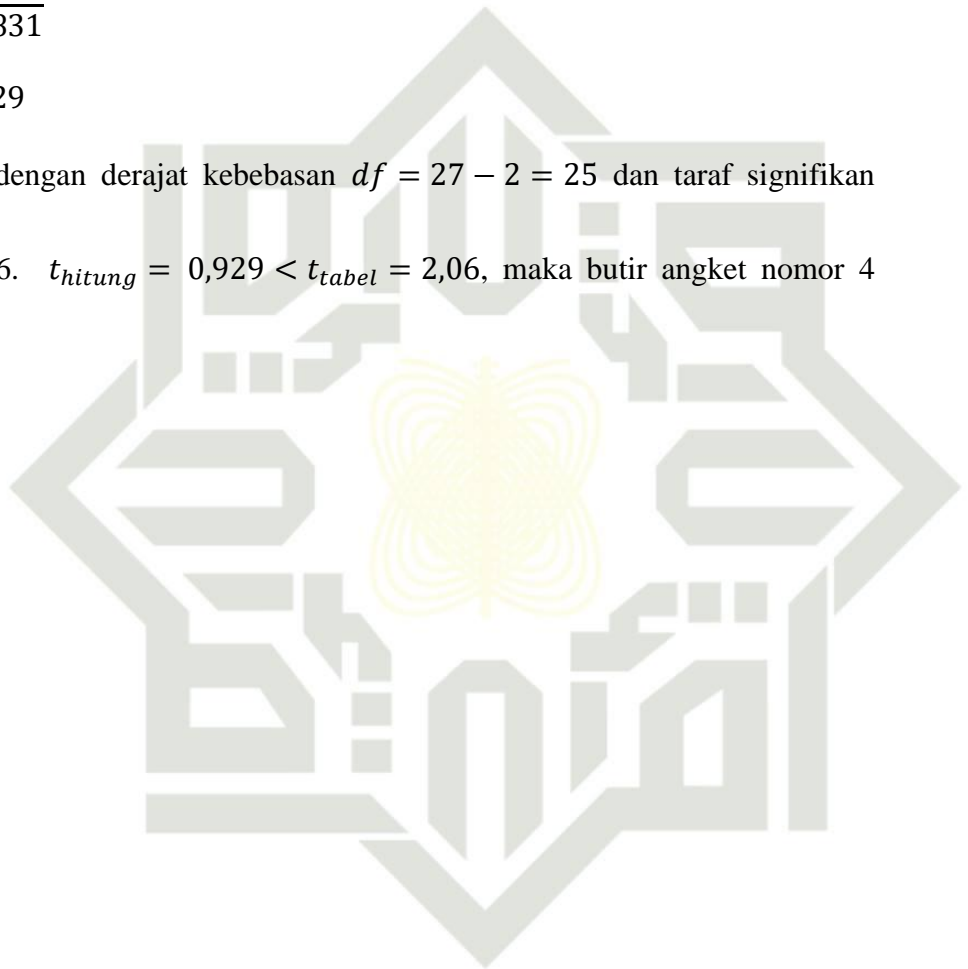 331
29
dengan derajat kebebasan df = 27 − 2 = 25 dan taraf signifikan
6. t_hitung = 0,929 < t_tabel = 2,06, maka butir angket nomor 4